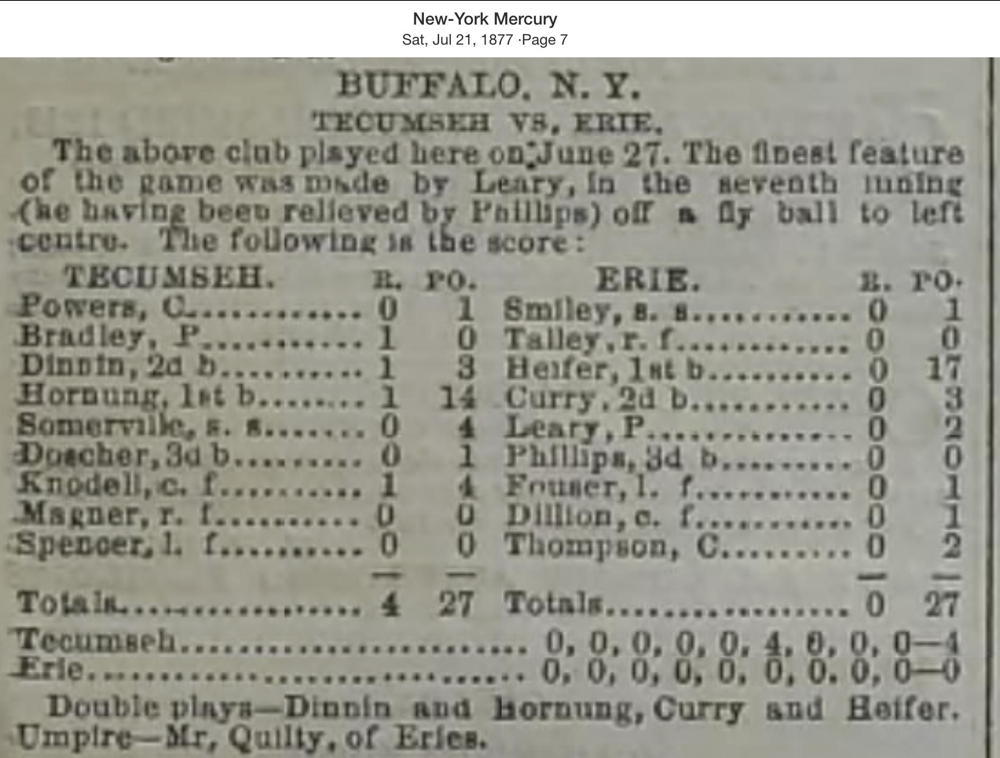 New-York Mercury
Sat, Jul 21, 1877 ·Page 7
BUFFALO, N. Y.
TECUMSEH VS, ERIE.
The above club played here on June 27. The finest feature
of the game was made by Leary, in the seventh inning
(he having been relieved by Phillips) off a fly ball to left
centre. The following is the score:
TECUMSEH. R. PO. ERIE. R. PO.
Powers, C............ 0 1 Smiley, s. s........... 0 1
Bradley, P........... 1 0 Talley, r. f............ 0 0
Dinnin, 2d b.......... 1 3 Heifer, 1st b.......... 0 17
Hornung, 1st b........ 1 14 Curry, 2d b........... 0 3
Somerville, s. s........ 0 4 Leary, P.............. 0 2
Doscher, 3d b......... 0 1 Phillips, 3d b......... 0 0
Knodell, c. f.......... 1 4 Fouser, l. f........... 0 1
Magner, r. f.......... 0 0 Dillion, c. f........... 0 1
Spencer, l. f.......... 0 0 Thompson, C......... 0 2
Totals................. 4 27 Totals................. 0 27
Tecumseh........................ 0, 0, 0, 0, 0, 4, 0, 0, 0—4
Erie............................... 0, 0, 0, 0, 0, 0, 0. 0, 0—0
Double plays—Dinnin and Hornung, Curry and Heifer.
Umpire—Mr, Quilty, of Eries.